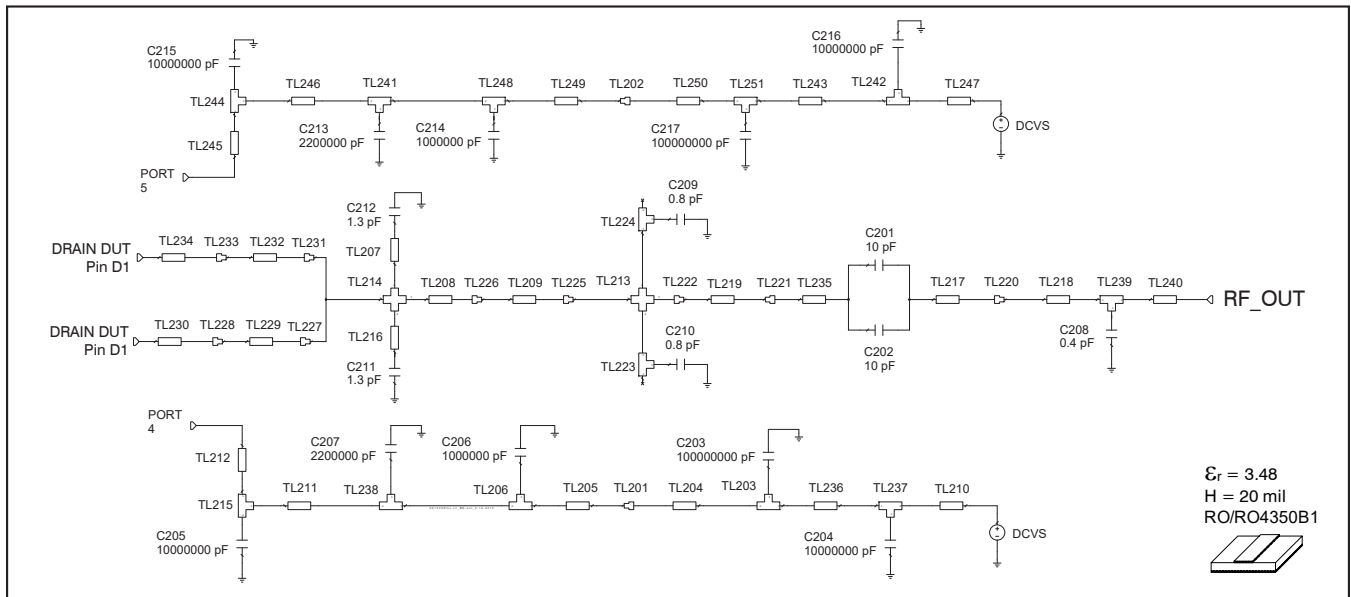 C215
10000000 pF
C216
10000000 pF
TL246
TL241
TL248
TL249
TL202
TL250
TL251
TL243
TL242
TL247
TL244
C213
2200000 pF
C214
1000000 pF
C217
100000000 pF
DCVS
TL245
PORT
5
C212
1.3 pF
C209
0.8 pF
TL224
C201
10 pF
DRAIN DUT
Pin D1
TL234
TL233
TL232
TL231
TL207
TL214
TL208
TL226
TL209
TL225
TL213
TL222
TL219
TL221
TL235
TL217
TL220
TL218
TL239
TL240
RF_OUT
DRAIN DUT
Pin D1
TL230
TL228
TL229
TL227
TL216
C210
0.8 pF
C202
10 pF
C208
0.4 pF
C211
1.3 pF
TL223
PORT
4
C207
2200000 pF
C206
1000000 pF
C203
100000000 pF
TL212
TL215
TL211
TL238
TL206
TL205
TL201
TL204
TL203
TL236
TL237
TL210
C205
10000000 pF
C204
10000000 pF
DCVS
εr = 3.48
H = 20 mil
RO/RO4350B1